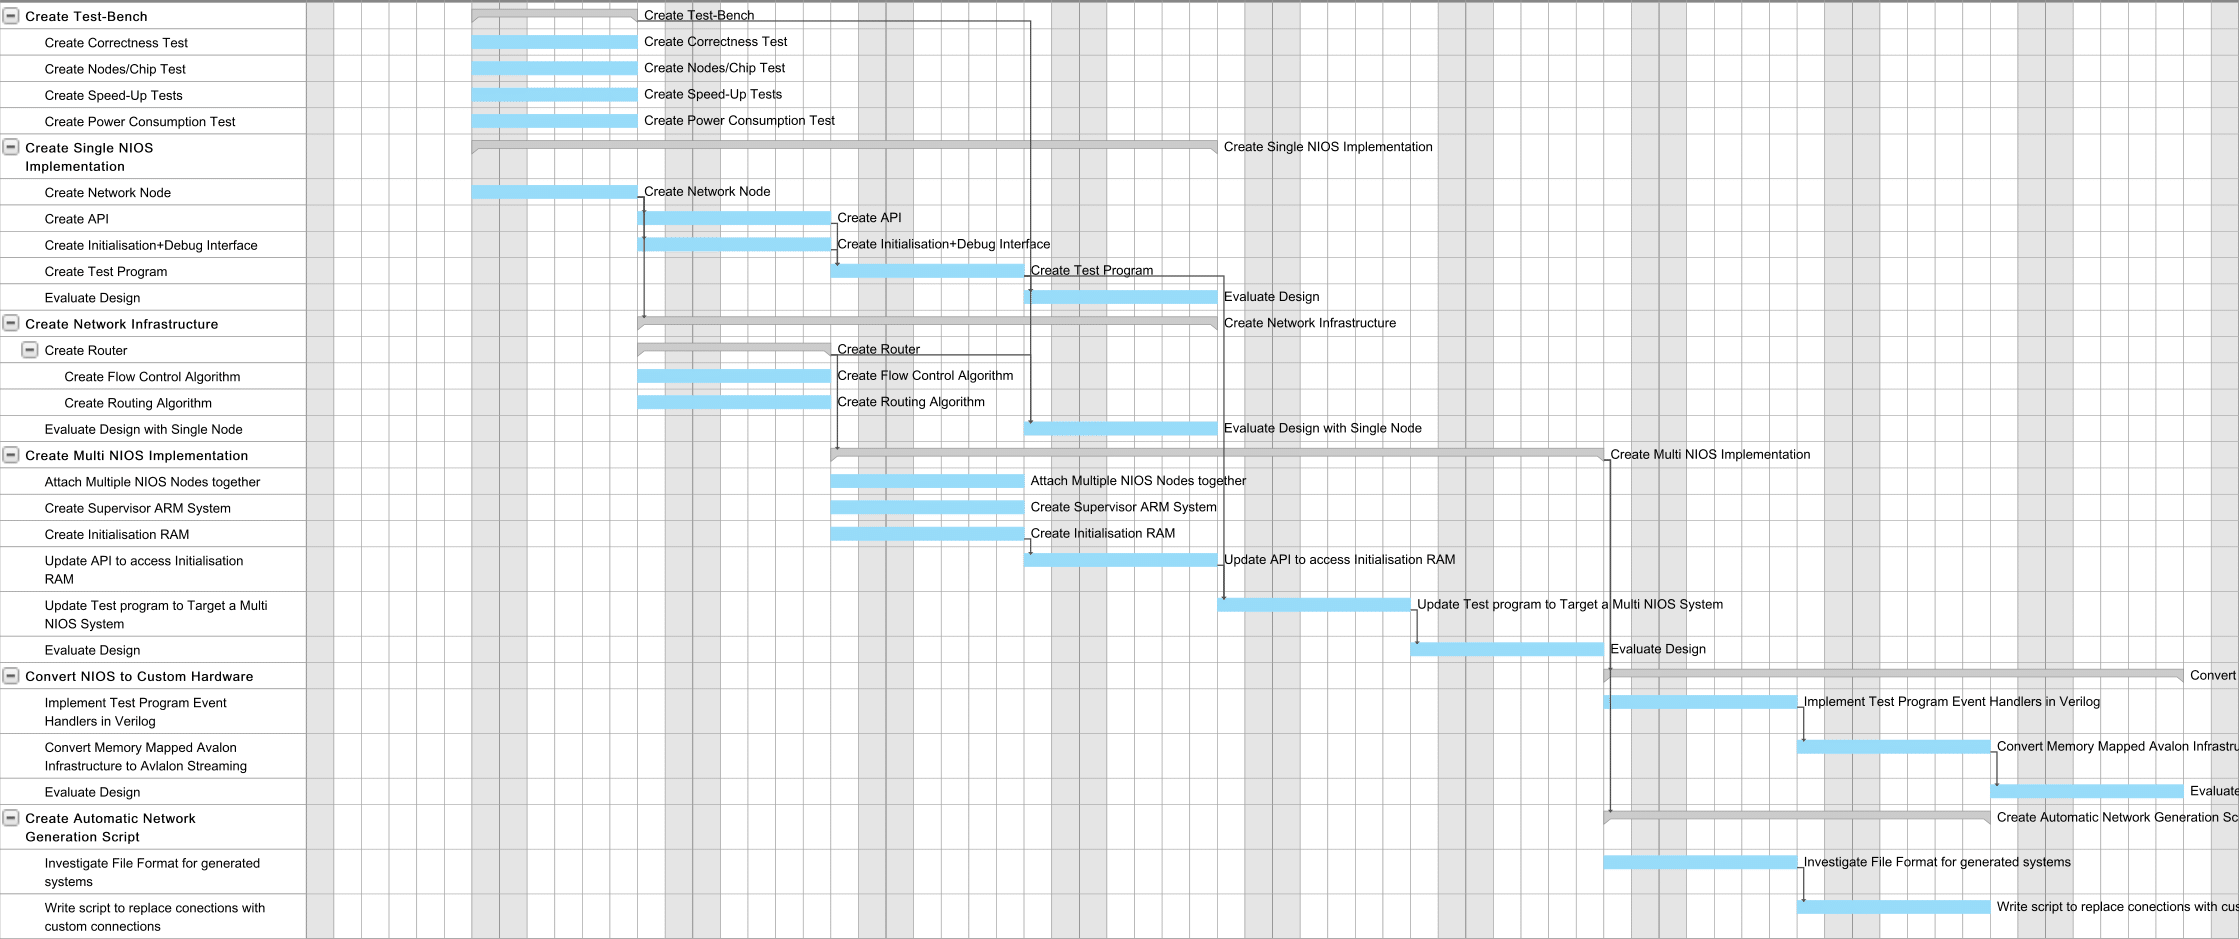 Create Test-Bench Create Test-Bench
Create Correctness Test Create Correctness Test
Create Nodes/Chip Test Create Nodes/Chip Test
Create Speed-Up Tests Create Speed-Up Tests
Create Power Consumption Test Create Power Consumption Test
Create Single NIOS Create Single NIOS Implementation
Implementation
Create Network Node Create Network Node
Create API Create API
Create Initialisation+Debug Interface Create Initialisation+Debug Interface
Create Test Program Create Test Program
Evaluate Design Evaluate Design
Create Network Infrastructure Create Network Infrastructure
Create Router Create Router
Create Flow Control Algorithm Create Flow Control Algorithm
Create Routing Algorithm Create Routing Algorithm
Evaluate Design with Single Node Evaluate Design with Single Node
Create Multi NIOS Implementation Create Multi NIOS Implementation
Attach Multiple NIOS Nodes together Attach Multiple NIOS Nodes together
Create Supervisor ARM System Create Supervisor ARM System
Create Initialisation RAM Create Initialisation RAM
Update API to access Initialisation Update API to access Initialisation RAM
RAM
Update Test program to Target a Multi Update Test program to Target a Multi NIOS System
NIOS System
Evaluate Design Evaluate Design
Convert NIOS to Custom Hardware Convert
Implement Test Program Event Implement Test Program Event Handlers in Verilog
Handlers in Verilog
Convert Memory Mapped Avalon Convert Memory Mapped Avalon Infrastru
Infrastructure to Avlalon Streaming
Evaluate Design Evaluate
Create Automatic Network Create Automatic Network Generation Sc
Generation Script
Investigate File Format for generated Investigate File Format for generated systems
systems
Write script to replace conections with Write script to replace conections with cus
custom connections